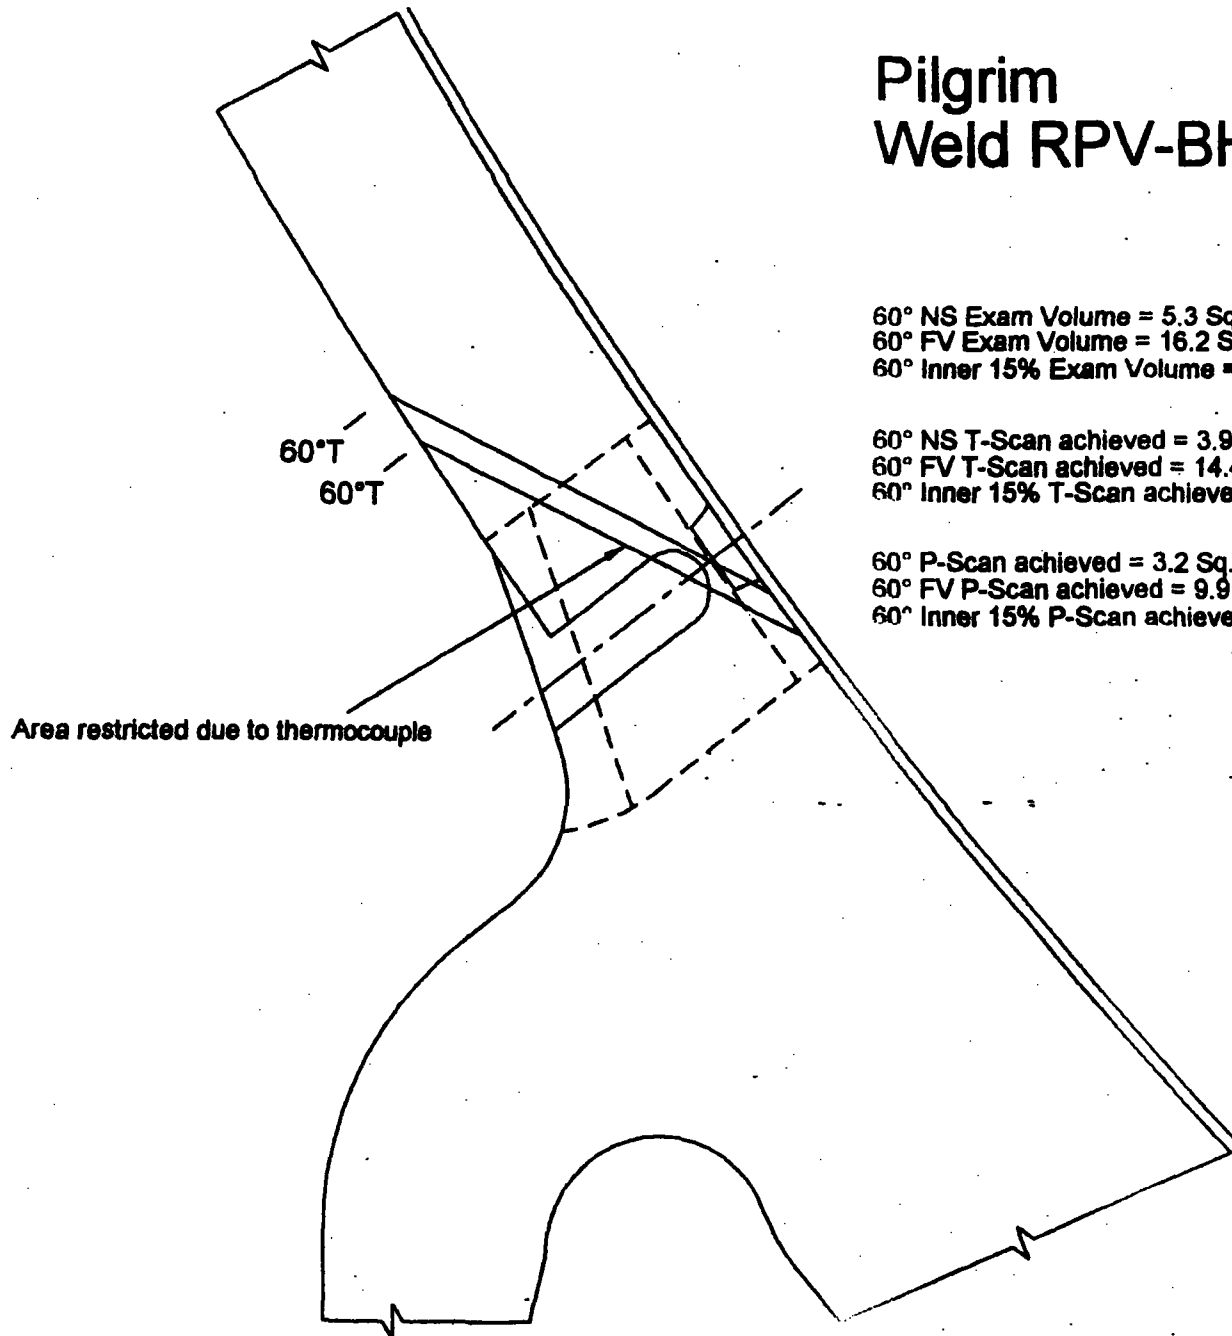 Pilgrim
Weld RPV-BH
60° NS Exam Volume = 5.3 Sq
60° FV Exam Volume = 16.2 S
60° Inner 15% Exam Volume =
60°T
60°T
60° NS T-Scan achieved = 3.9
60° FV T-Scan achieved = 14.
60° Inner 15% T-Scan achieve
60° P-Scan achieved = 3.2 Sq.
60° FV P-Scan achieved = 9.9
60° Inner 15% P-Scan achieve
Area restricted due to thermocouple